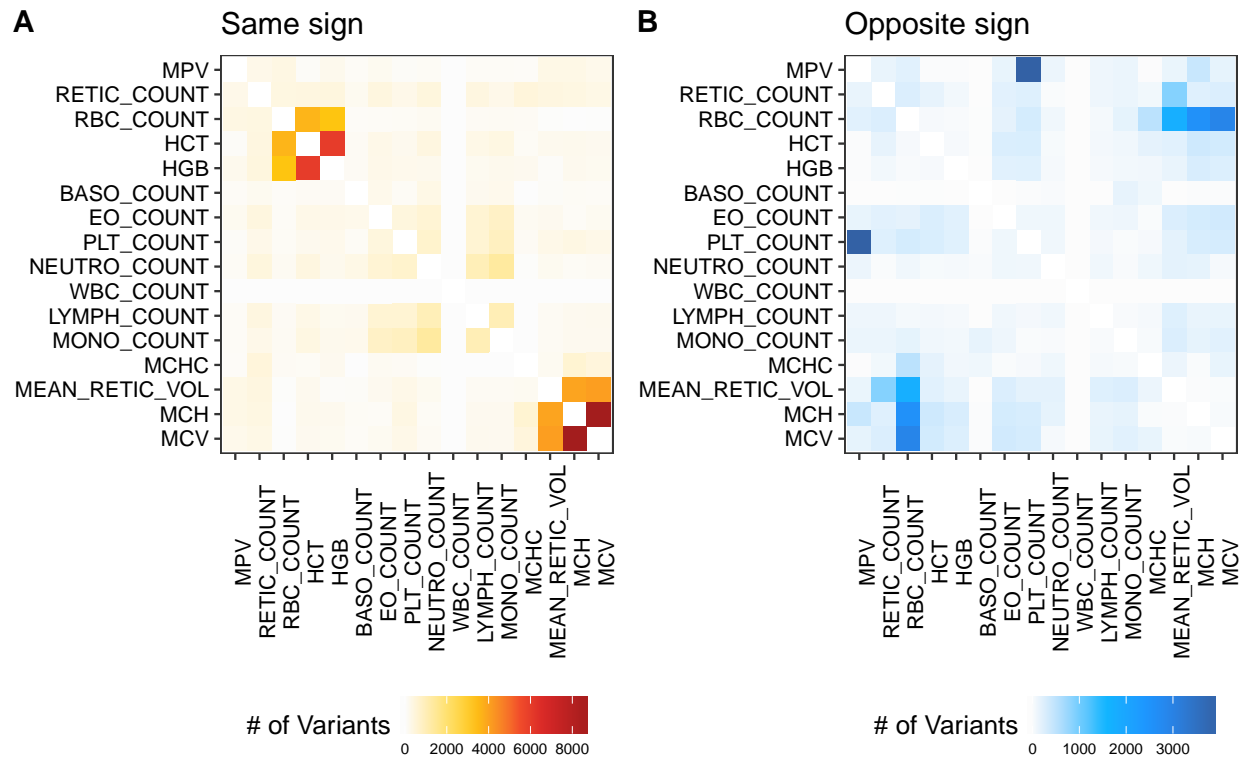 A
Same sign
MPV
RETIC_COUNT
RBC_COUNT
HCT
HGB
BASO_COUNT
EO_COUNT
PLT_COUNT
NEUTRO_COUNT
WBC_COUNT
LYMPH_COUNT
MONO_COUNT
MCHC
MEAN_RETIC_VOL
MCH
MCV
MPV
RETIC_COUNT
RBC_COUNT
HCT
HGB
BASO_COUNT
EO_COUNT
PLT_COUNT
NEUTRO_COUNT
WBC_COUNT
LYMPH_COUNT
MONO_COUNT
MCHC
MEAN_RETIC_VOL
MCH
MCV
# of Variants
0 2000 4000 6000 8000
B
Opposite sign
MPV
RETIC_COUNT
RBC_COUNT
HCT
HGB
BASO_COUNT
EO_COUNT
PLT_COUNT
NEUTRO_COUNT
WBC_COUNT
LYMPH_COUNT
MONO_COUNT
MCHC
MEAN_RETIC_VOL
MCH
MCV
MPV
RETIC_COUNT
RBC_COUNT
HCT
HGB
BASO_COUNT
EO_COUNT
PLT_COUNT
NEUTRO_COUNT
WBC_COUNT
LYMPH_COUNT
MONO_COUNT
MCHC
MEAN_RETIC_VOL
MCH
MCV
# of Variants
0 1000 2000 3000